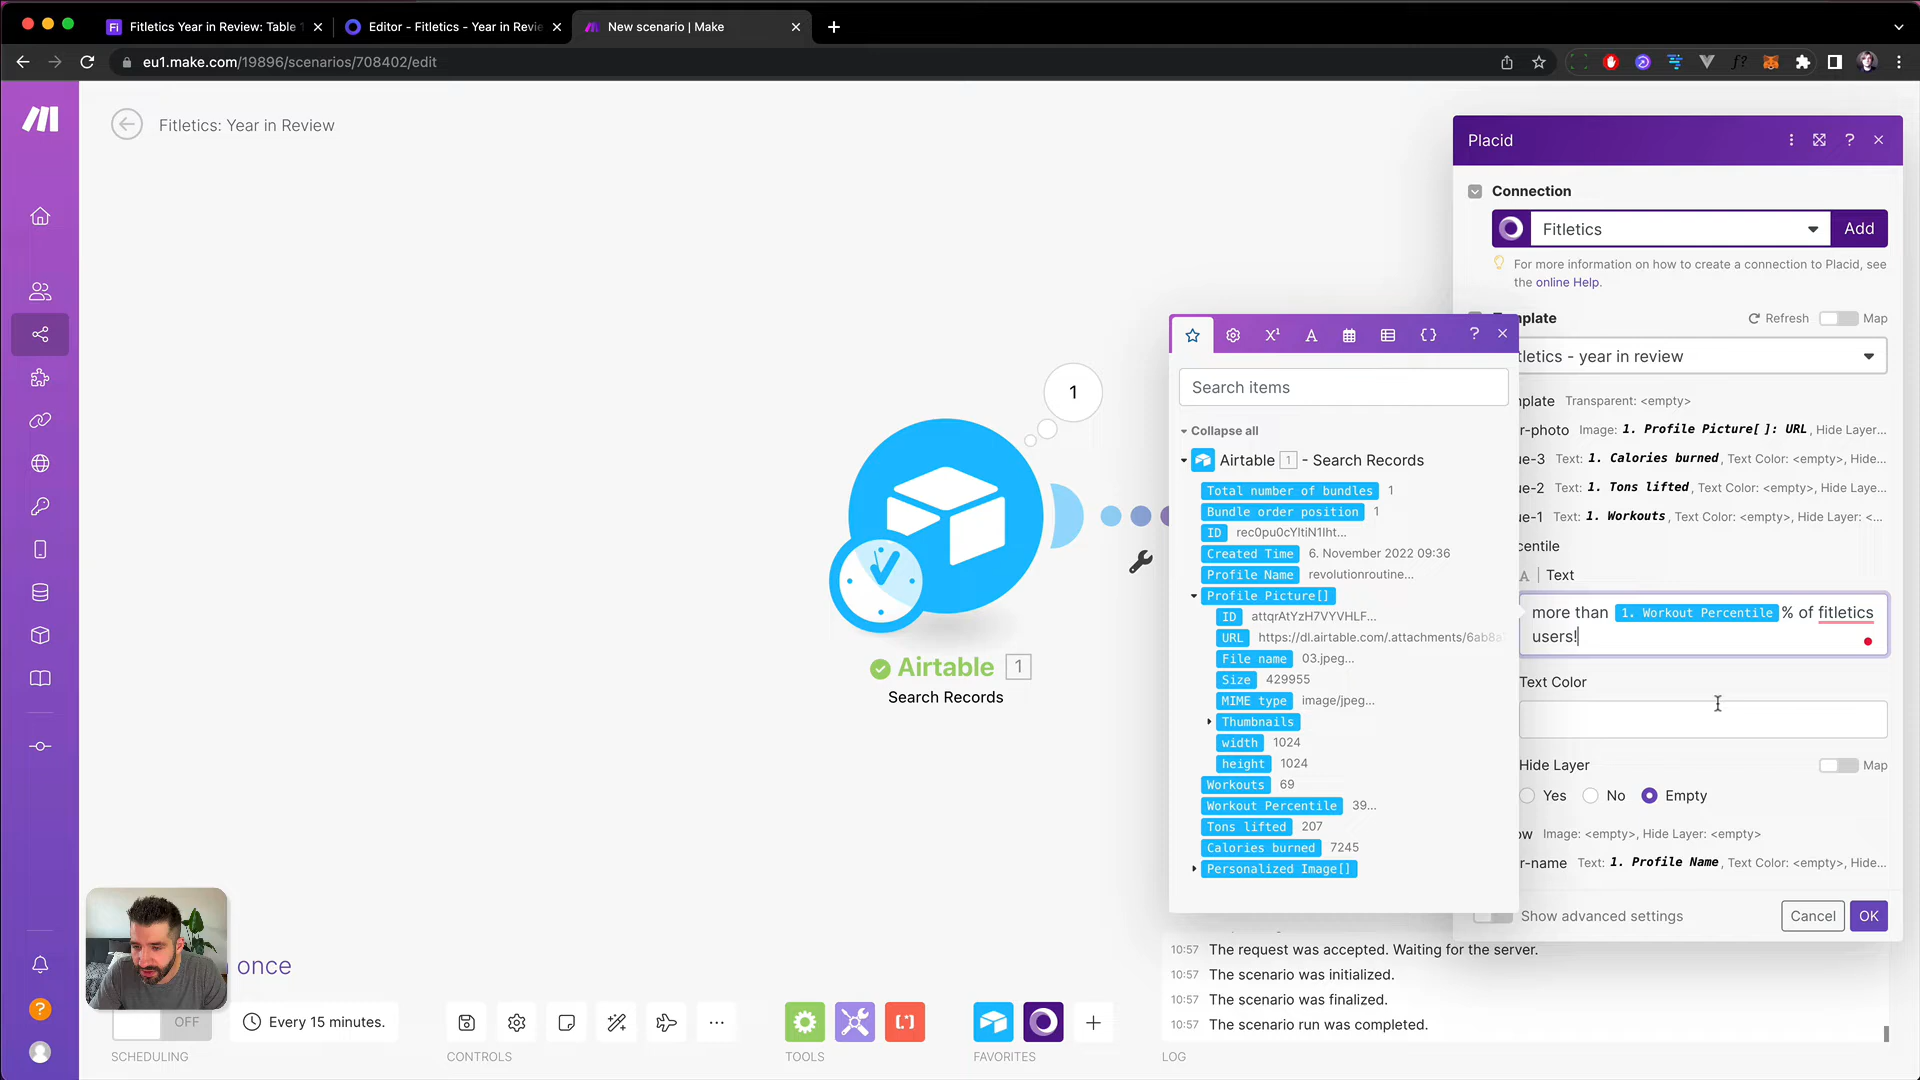 Fitletics Year in Review: Table 1
Editor - Fitletics - Year in Revie
New scenario | Make
eu1.make.com/19896/scenarios/708402/edit
Fitletics: Year in Review
Placid
Connection
Fitletics
Add
For more information on how to create a connection to Placid, see
the online Help.
mplate
Refresh
Map
tletics - year in review
nplate Transparent: <empty>
r-photo Image: 1. Profile Picture[ ]: URL, Hide Layer...
ue-3 Text: 1. Calories burned, Text Color: <empty>, Hide...
ue-2 Text: 1. Tons lifted, Text Color: <empty>, Hide Laye...
ue-1 Text: 1. Workouts, Text Color: <empty>, Hide Layer: <...
centile
A Text
more than 1. Workout Percentile % of fitletics
users!
Text Color
Hide Layer
Map
Yes
No
Empty
ow Image: <empty>, Hide Layer: <empty>
r-name Text: 1. Profile Name, Text Color: <empty>, Hide...
Show advanced settings
Cancel
OK
Search items
Collapse all
Airtable 1 - Search Records
Total number of bundles 1
Bundle order position 1
ID rec0pu0cYItiN1lht...
Created Time 6. November 2022 09:36
Profile Name revolutionroutine...
Profile Picture[]
ID attqrAtYzH7VYVHLF...
URL https://dl.airtable.com/.attachments/6ab8a
File name 03.jpeg...
Size 429955
MIME type image/jpeg...
Thumbnails
width 1024
height 1024
Workouts 69
Workout Percentile 39...
Tons lifted 207
Calories burned 7245
Personalized Image[]
1
Airtable 1
Search Records
once
OFF
Every 15 minutes.
SCHEDULING
CONTROLS
TOOLS
FAVORITES
LOG
10:57 The request was accepted. Waiting for the server.
10:57 The scenario was initialized.
10:57 The scenario was finalized.
10:57 The scenario run was completed.